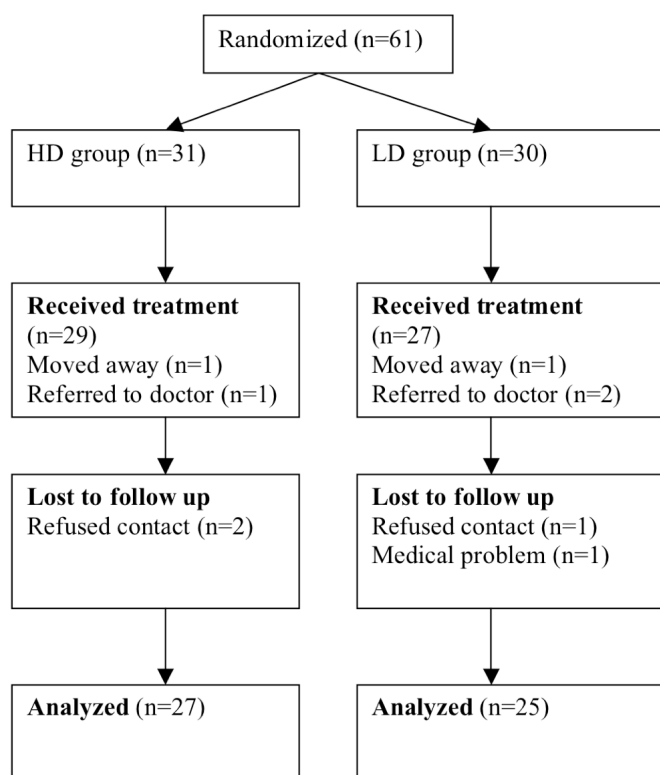 Randomized (n=61)
HD group (n=31)
LD group (n=30)
Received treatment
(n=29)
Moved away (n=1)
Referred to doctor (n=1)
Received treatment
(n=27)
Moved away (n=1)
Referred to doctor (n=2)
Lost to follow up
Refused contact (n=2)
Lost to follow up
Refused contact (n=1)
Medical problem (n=1)
Analyzed (n=27)
Analyzed (n=25)